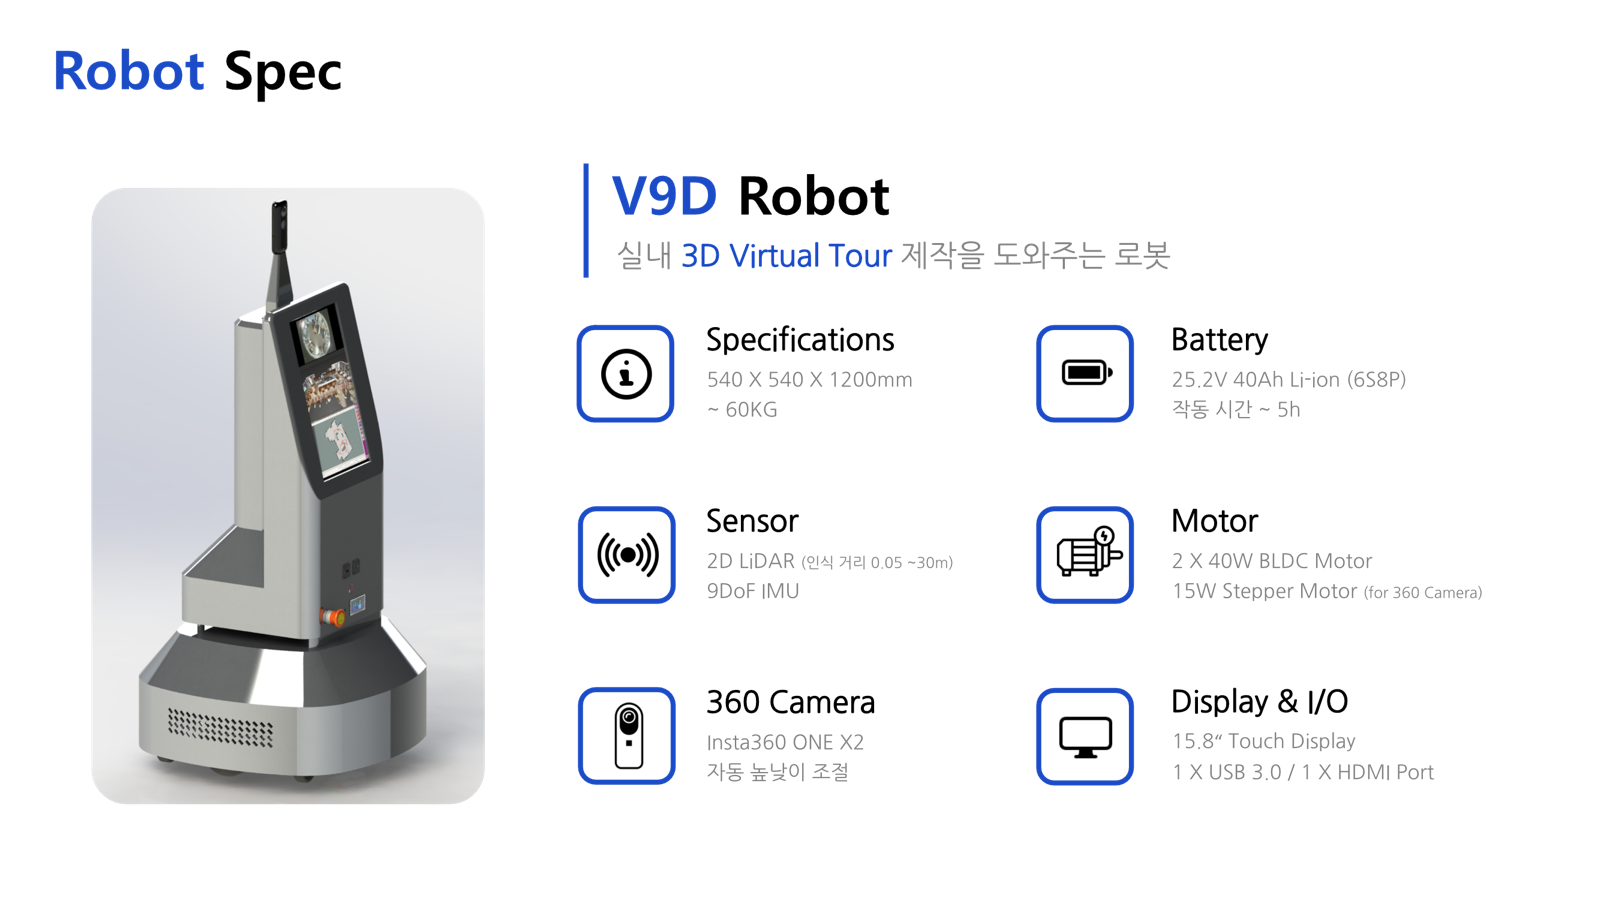 Robot Spec
V9D Robot
실내 3D Virtual Tour 제작을 도와주는 로봇
Specifications
540 X 540 X 1200mm
~ 60KG
Battery
25.2V 40Ah Li-ion (6S8P)
작동 시간 ~ 5h
Sensor
2D LiDAR (인식 거리 0.05 ~30m)
9DoF IMU
Motor
2 X 40W BLDC Motor
15W Stepper Motor (for 360 Camera)
360 Camera
Insta360 ONE X2
자동 높낮이 조절
Display & I/O
15.8“ Touch Display
1 X USB 3.0 / 1 X HDMI Port